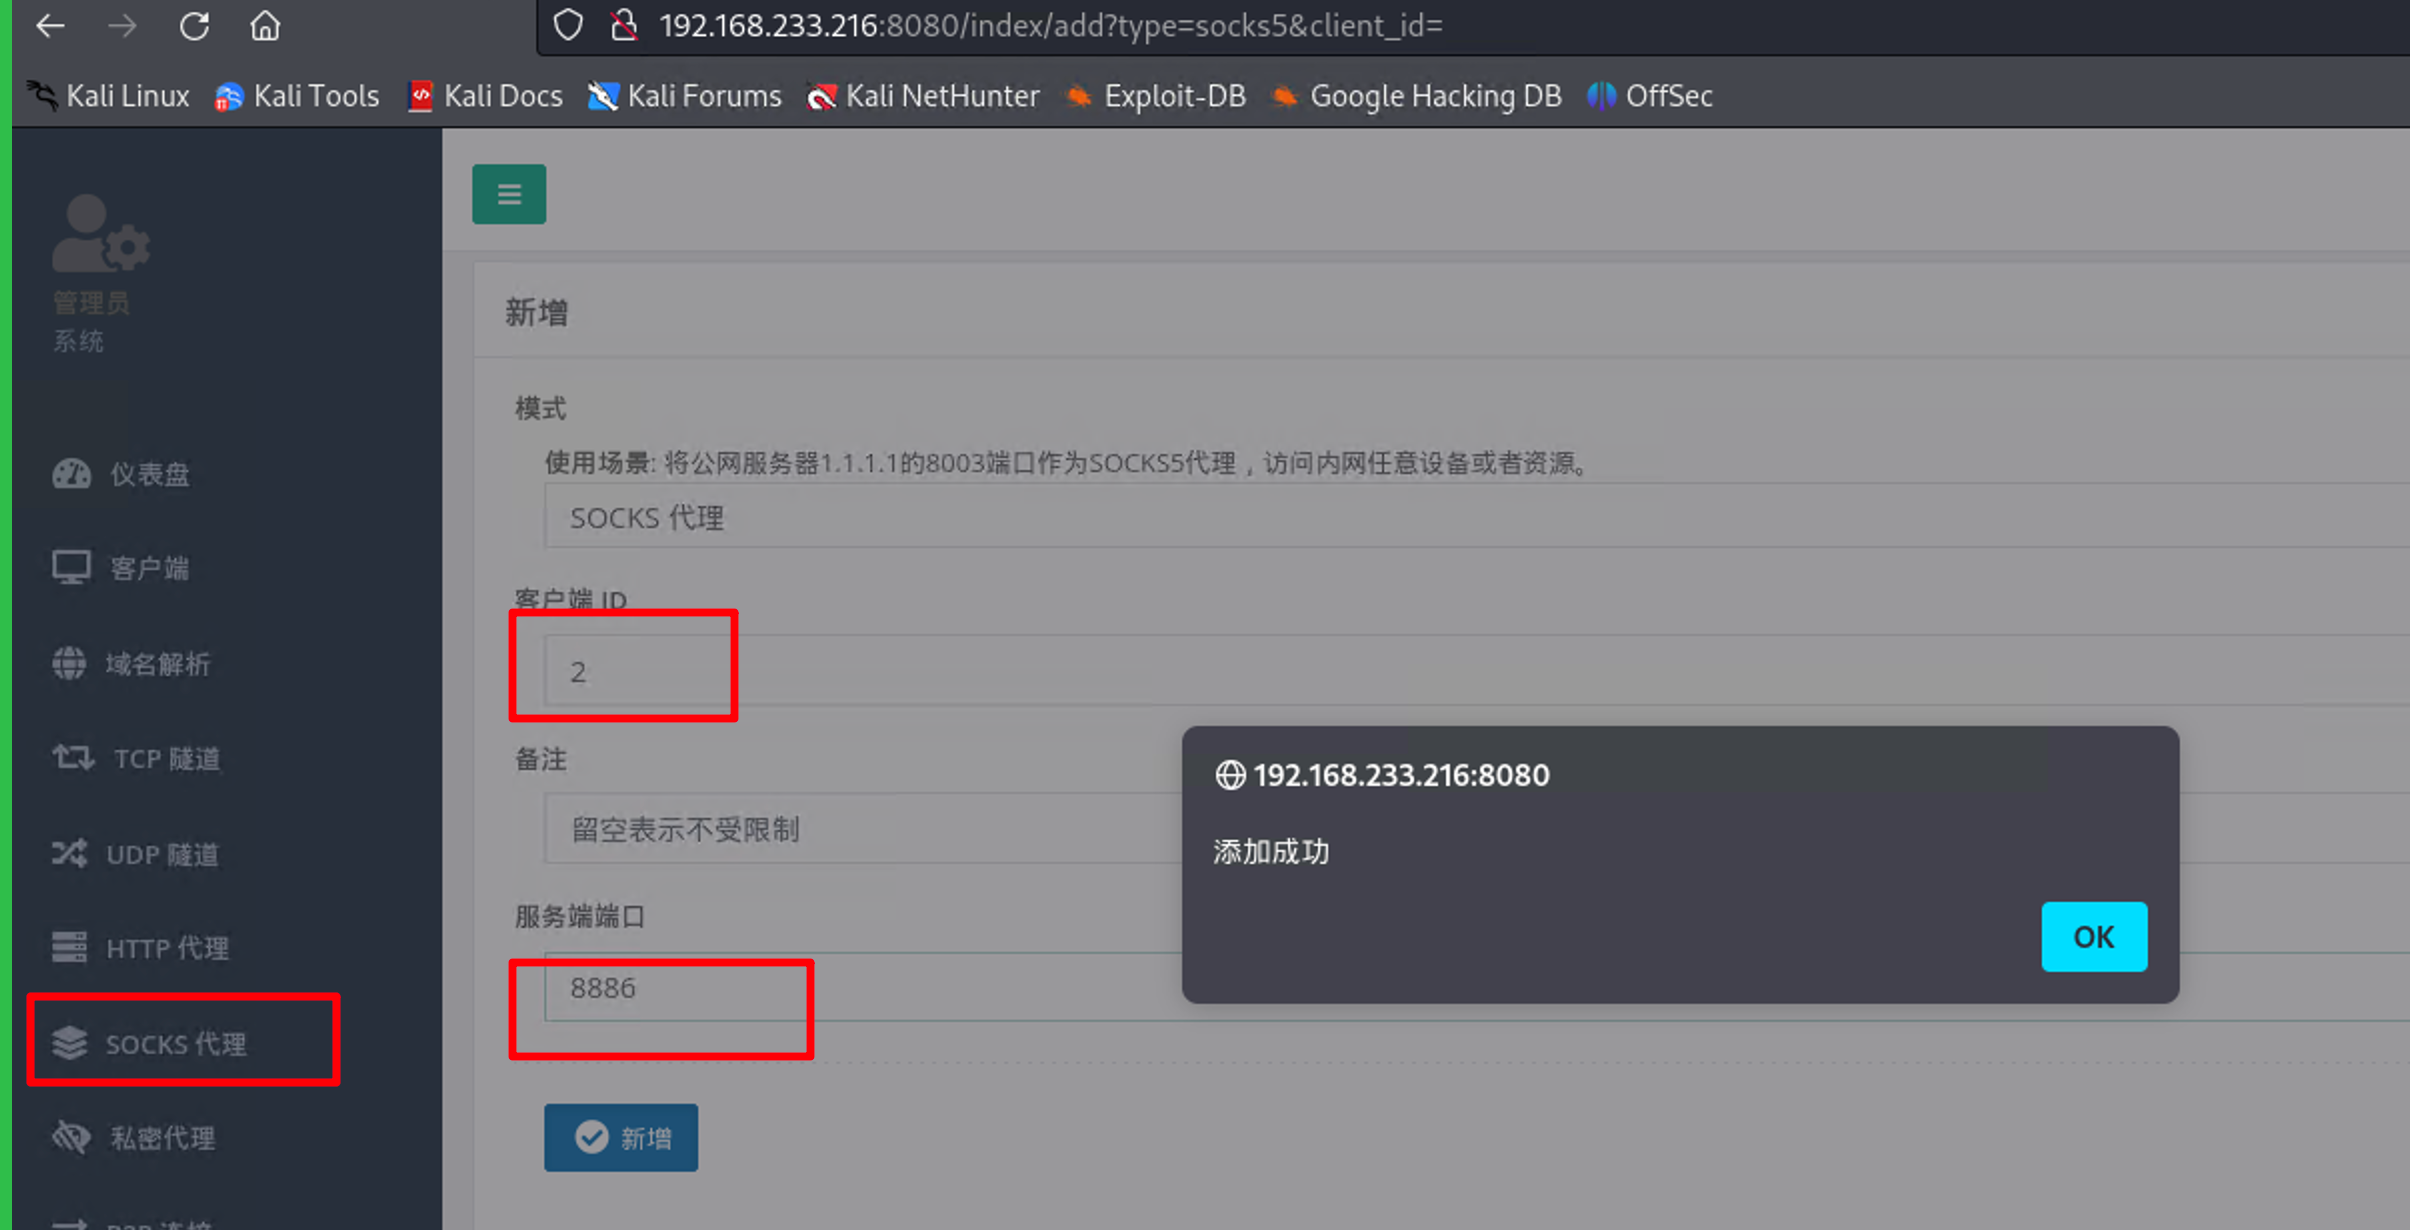 192.168.233.216:8080/index/add?type=socks5&client_id=
Kali Linux Kali Tools Kali Docs Kali Forums Kali NetHunter Exploit-DB Google Hacking DB OffSec
管理员
系统
仪表盘
客户端
域名解析
TCP 隧道
UDP 隧道
HTTP 代理
SOCKS 代理
私密代理
P2P 连接
新增
模式
使用场景: 将公网服务器1.1.1.1的8003端口作为SOCKS5代理，访问内网任意设备或者资源。
SOCKS 代理
客户端 ID
2
备注
留空表示不受限制
服务端端口
8886
新增
192.168.233.216:8080
添加成功
OK